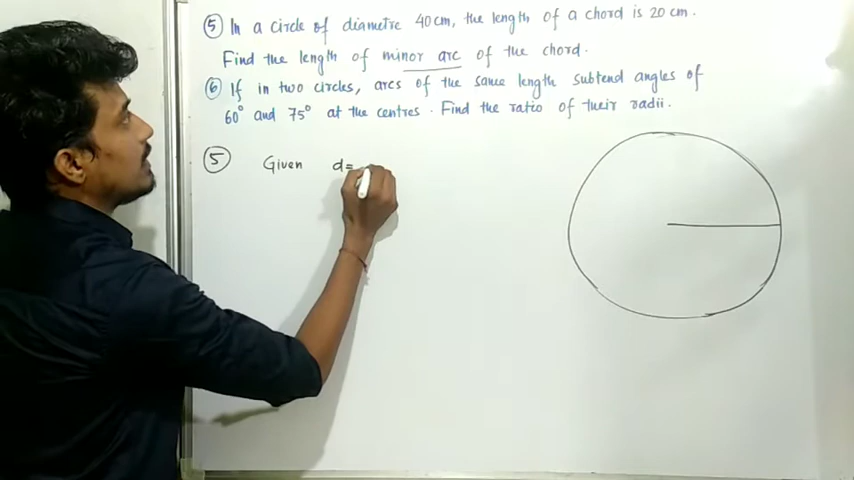 ⑤ In a circle of diametre 40cm, the length of a chord is 20 cm.
Find the length of minor arc of the chord.
⑥ If in two circles, arcs of the same length subtend angles of
60° and 75° at the centres. Find the ratio of their radii.
⑤ Given d=